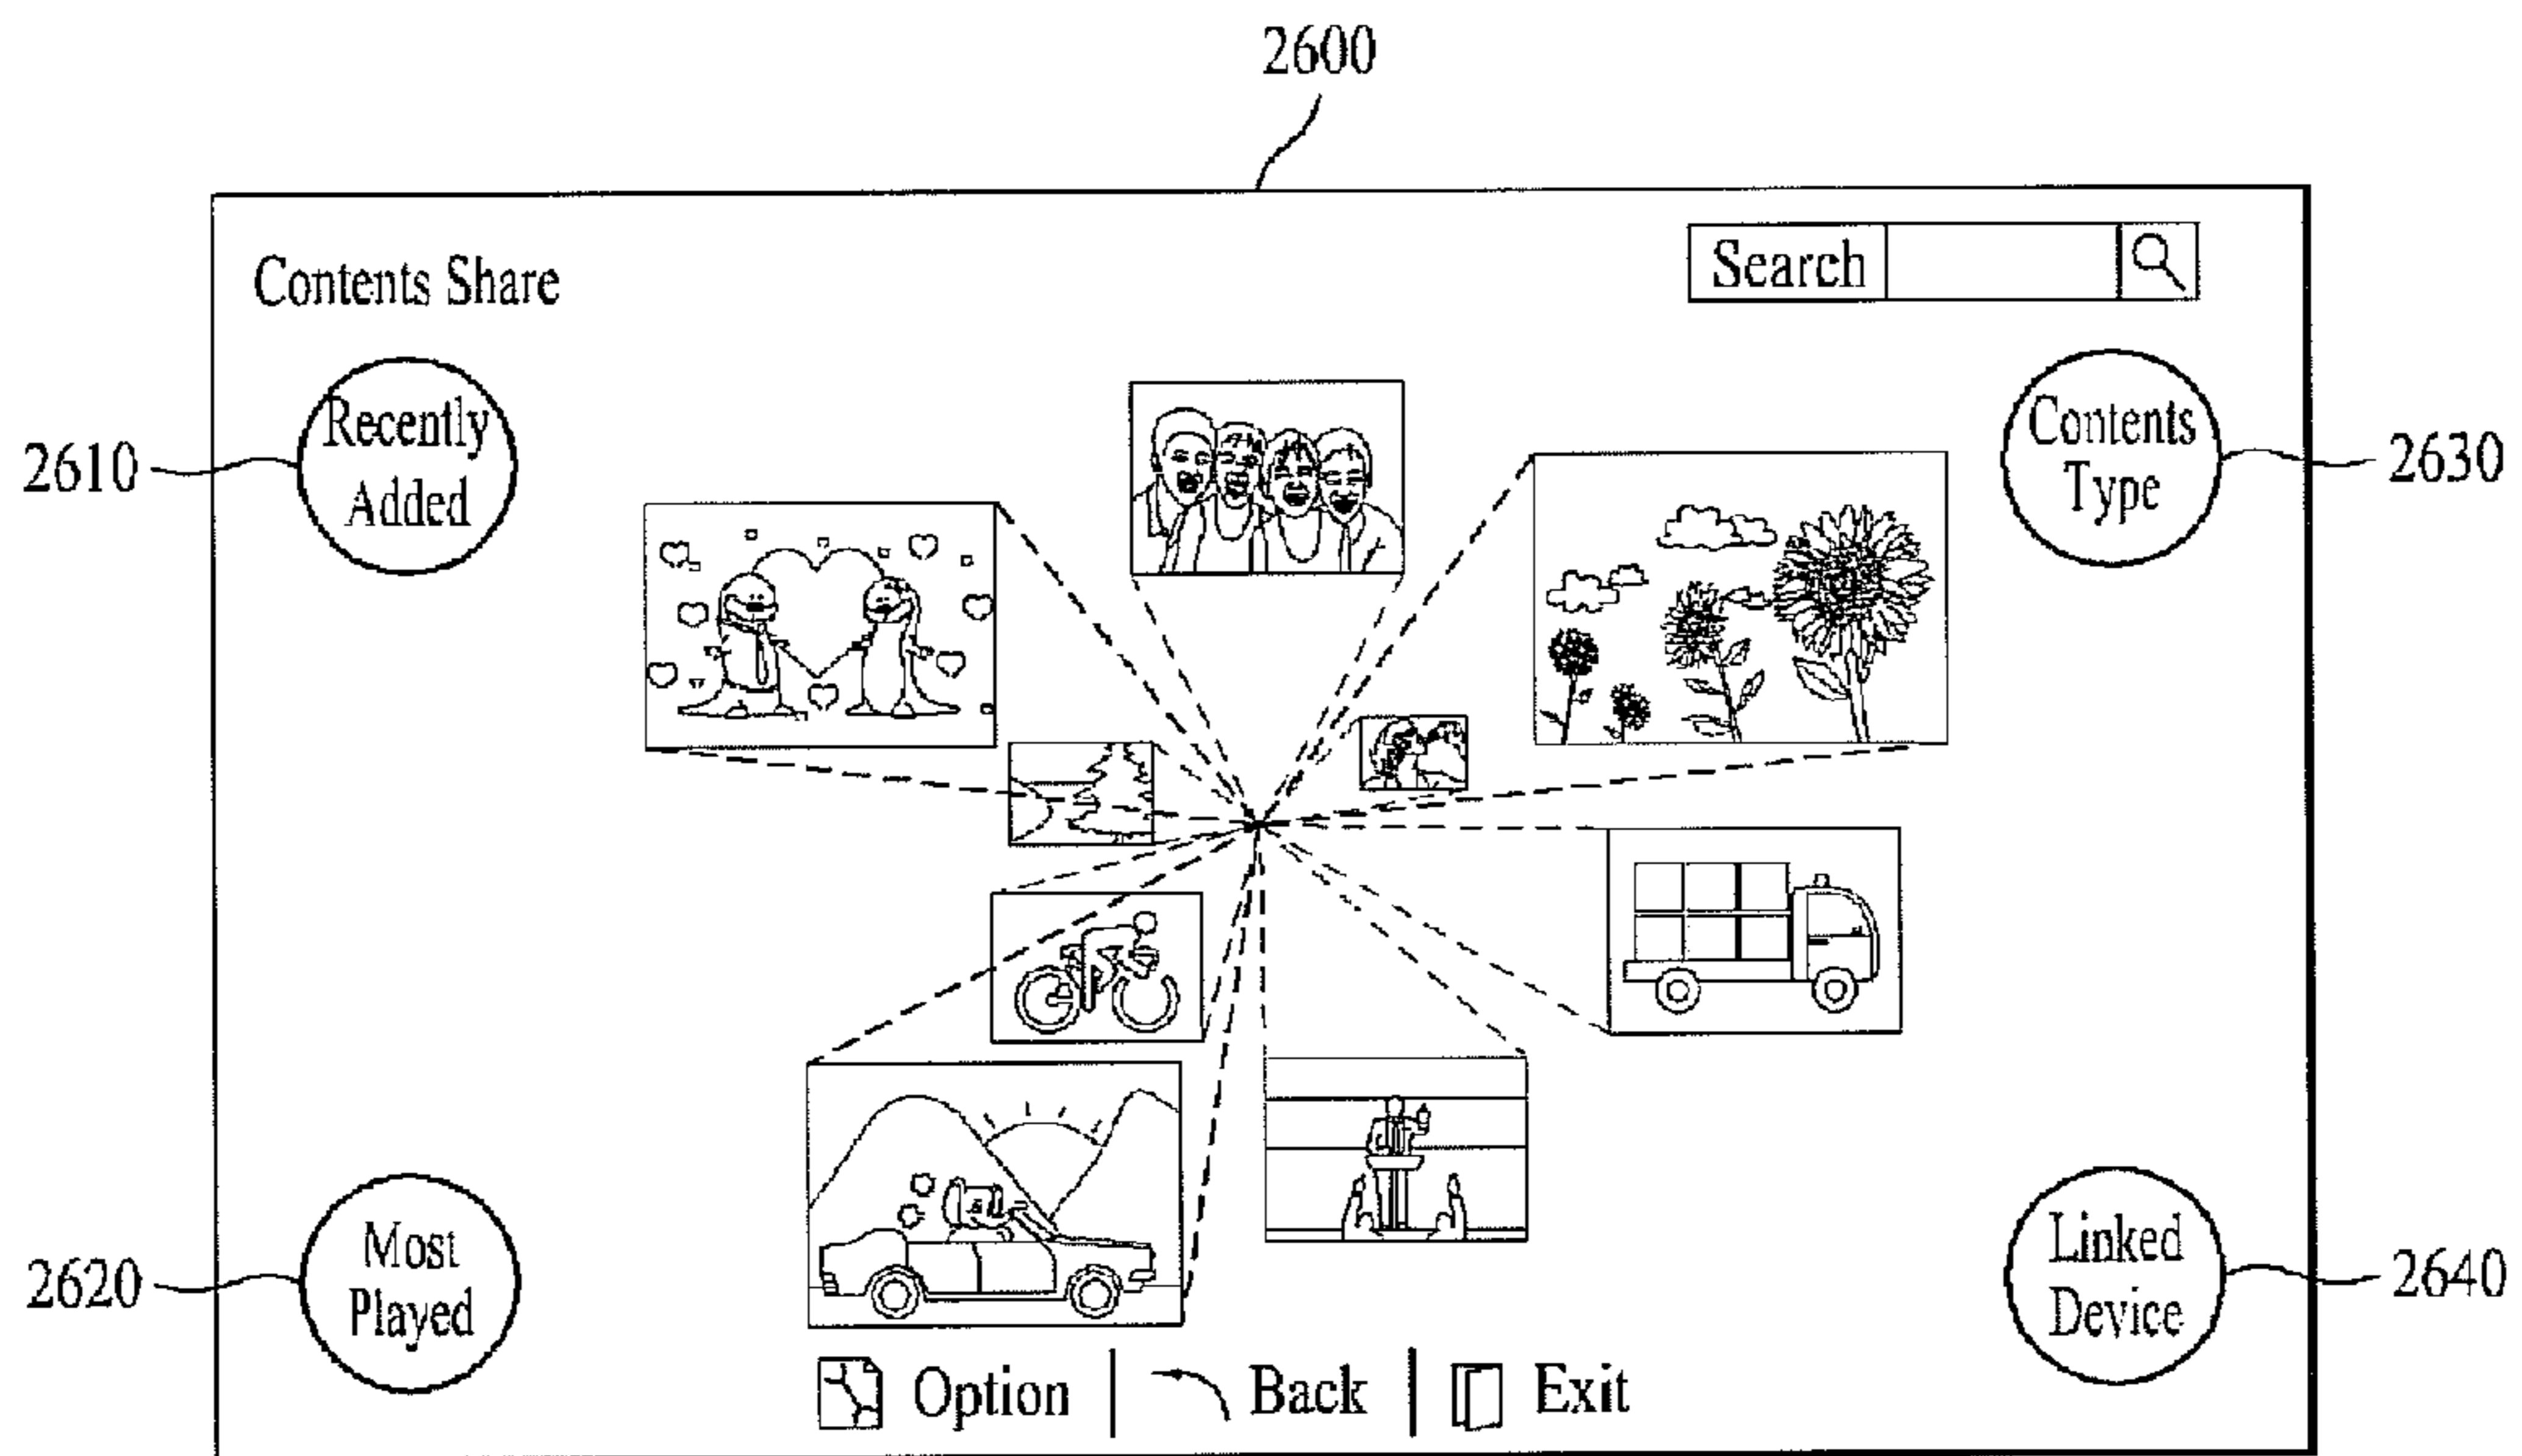 2600
Contents Share
Search
Recently
Added
2610
Contents
Type
2630
Most
Played
2620
Linked
Device
2640
Option
Back
Exit